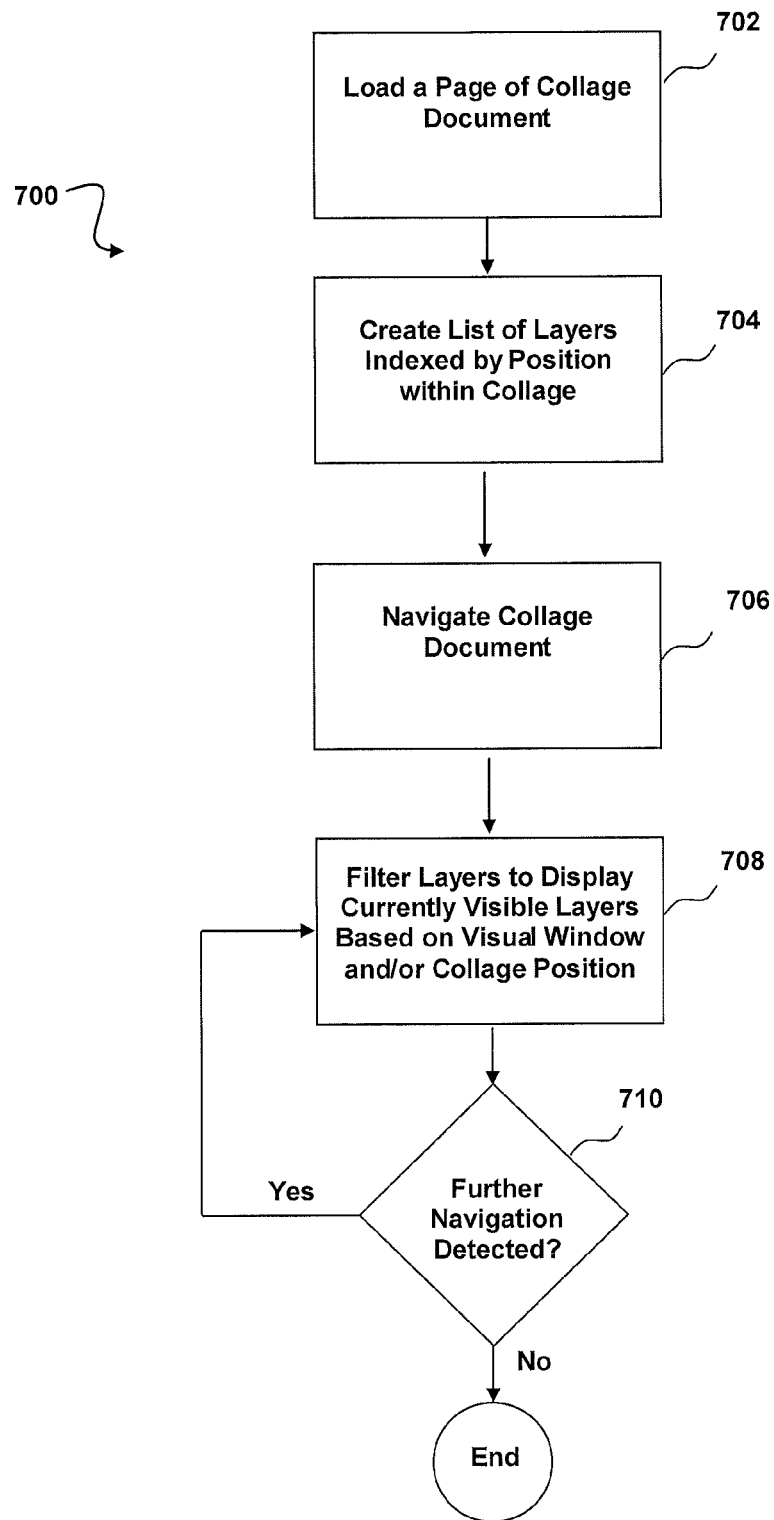 702
Load a Page of Collage
Document
700
Create List of Layers
Indexed by Position
within Collage
704
Navigate Collage
Document
706
Filter Layers to Display
Currently Visible Layers
Based on Visual Window
and/or Collage Position
708
710
Yes
Further
Navigation
Detected?
No
End